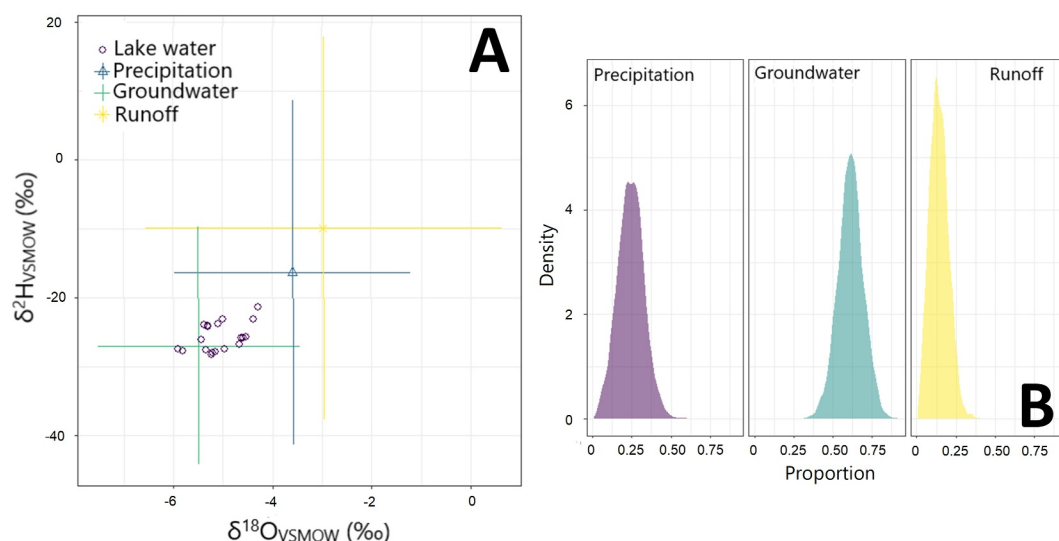 A
Lake water
Precipitation
Groundwater
Runoff
20
0
-20
-40
δ²H_VSMOW (‰)
-6 -4 -2 0
δ¹⁸O_VSMOW (‰)
Precipitation Groundwater Runoff
6
4
2
0
Density
0 0.25 0.50 0.75 0 0.25 0.50 0.75 0 0.25 0.50 0.75
Proportion
B